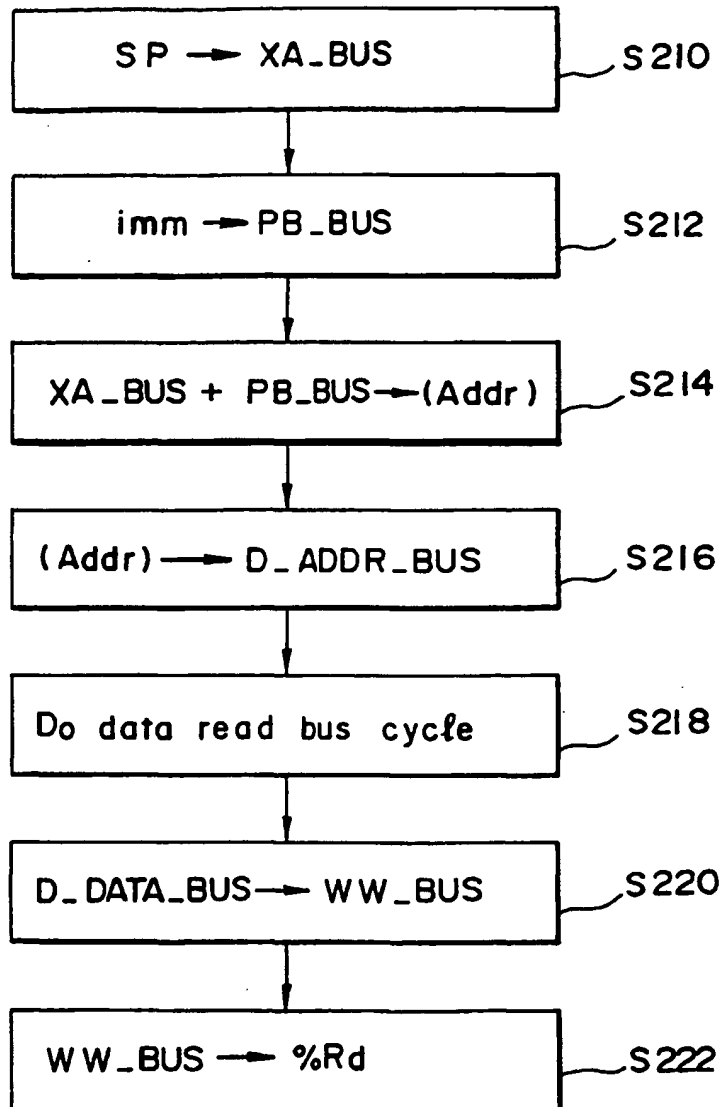 SP → XA_BUS S210
imm → PB_BUS S212
XA_BUS + PB_BUS → (Addr) S214
(Addr) → D_ADDR_BUS S216
Do data read bus cycle S218
D_DATA_BUS → WW_BUS S220
WW_BUS → %Rd S222